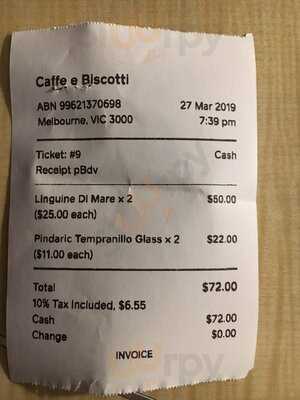 Caffe e Biscotti
ABN 99621370698 27 Mar 2019
Melbourne, VIC 3000 7:39 pm
Ticket: #9 Cash
Receipt pBdv
Linguine Di Mare x 2 $50.00
($25.00 each)
Pindaric Tempranillo Glass x 2 $22.00
($11.00 each)
Total $72.00
10% Tax Included, $6.55
Cash $72.00
Change $0.00
INVOICE